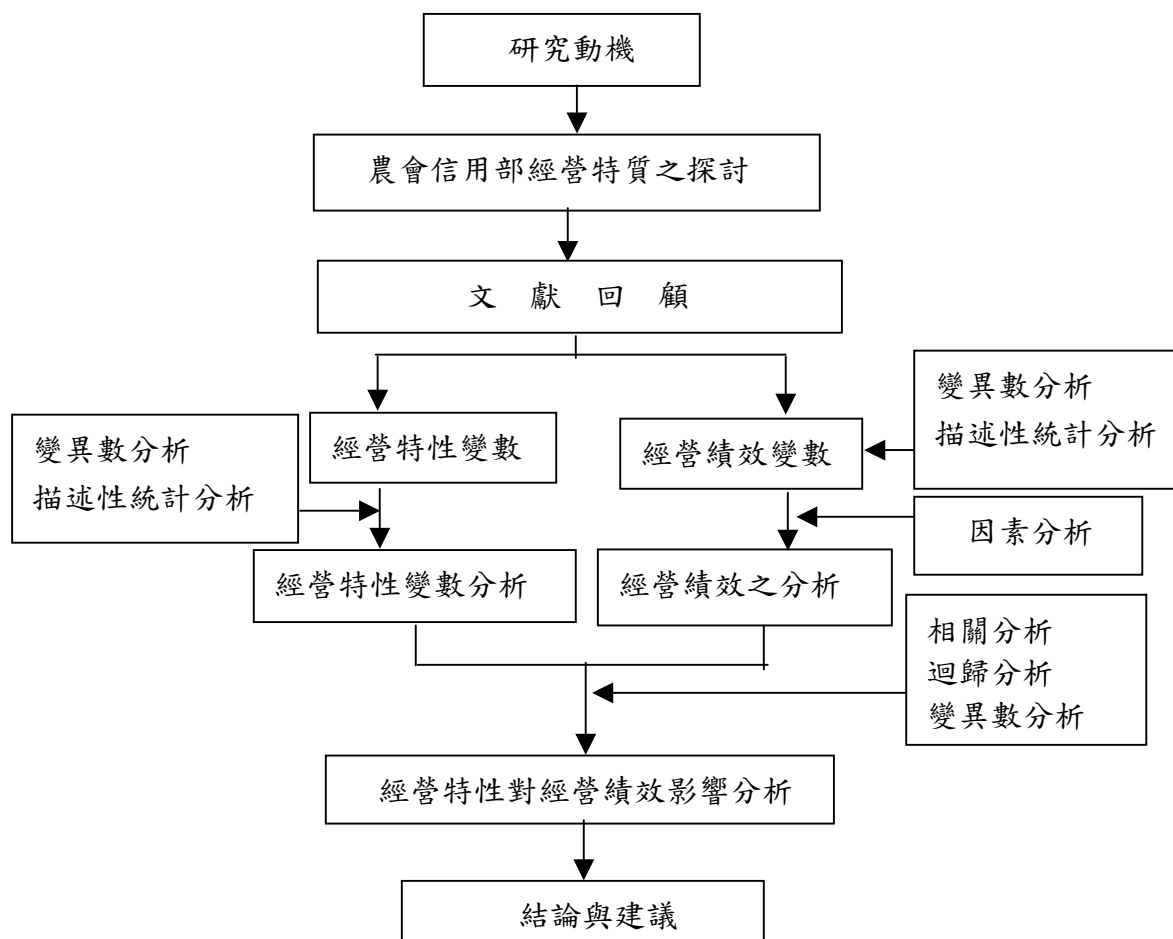 研究動機
農會信用部經營特質之探討
文 獻 回 顧
變異數分析
描述性統計分析
經營特性變數
經營績效變數
變異數分析
描述性統計分析
因素分析
經營特性變數分析
經營績效之分析
相關分析
迴歸分析
變異數分析
經營特性對經營績效影響分析
結論與建議